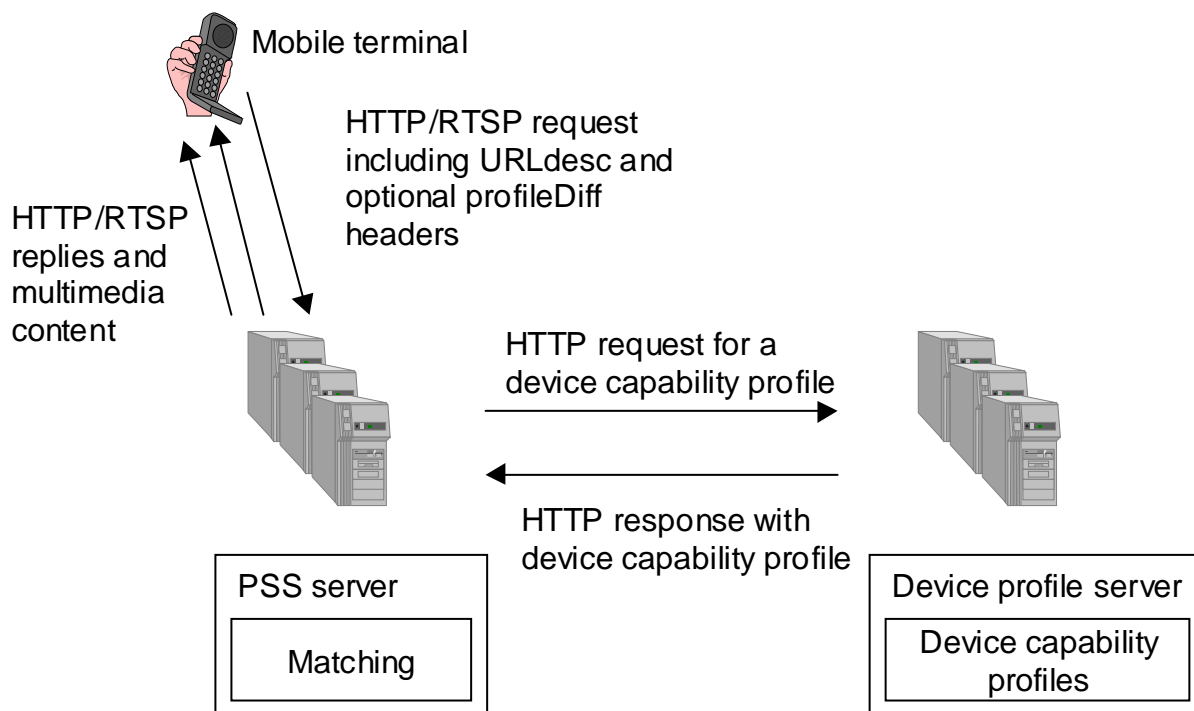 Mobile terminal
HTTP/RTSP request
including URLdesc and
optional profileDiff
headers
HTTP/RTSP
replies and
multimedia
content
HTTP request for a
device capability profile
HTTP response with
device capability profile
PSS server
Matching
Device profile server
Device capability
profiles